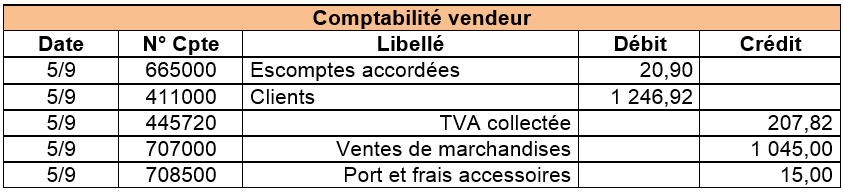 Comptabilité vendeur
Date N° Cpte Libellé Débit Crédit
5/9 665000 Escomptes accordées 20,90
5/9 411000 Clients 1 246,92
5/9 445720 TVA collectée 207,82
5/9 707000 Ventes de marchandises 1 045,00
5/9 708500 Port et frais accessoires 15,00